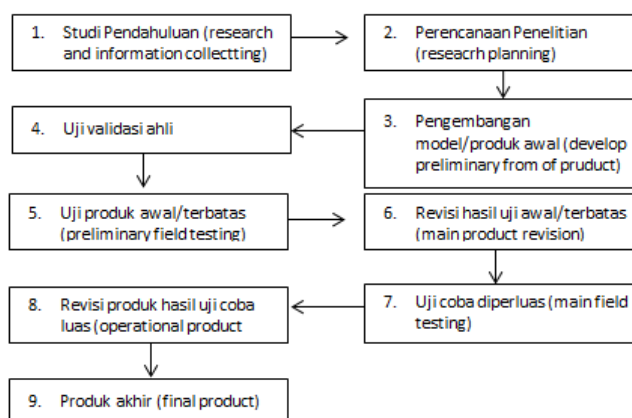 1. Studi Pendahuluan (research
and information collectting)
2. Perencanaan Penelitian
(reseacrh planning)
3. Pengembangan
model/produk awal (develop
preliminary from of pruduct)
4. Uji validasi ahli
5. Uji produk awal/terbatas
(preliminary field testing)
6. Revisi hasil uji awal/terbatas
(main product revision)
7. Uji coba diperluas (main field
testing)
8. Revisi produk hasil uji coba
luas (operational product
9. Produk akhir (final product)